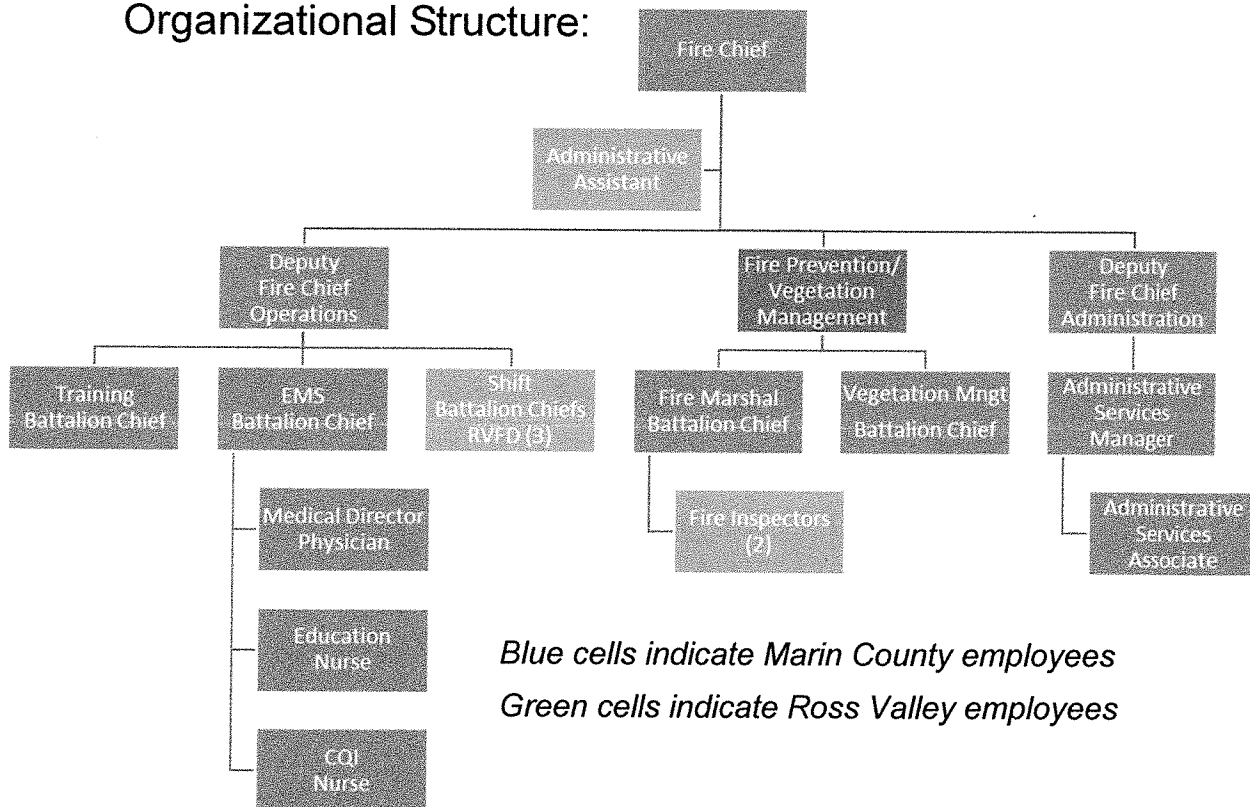 Organizational Structure:
Fire Chief
Administrative
Assistant
Deputy
Fire Chief
Operations
Fire Prevention/
Vegetation
Management
Deputy
Fire Chief
Administration
Training
Battalion Chief
EMS
Battalion Chief
Shift
Battalion Chiefs
RVFD (3)
Fire Marshal
Battalion Chief
Vegetation Mngt
Battalion Chief
Administrative
Services
Manager
Medical Director
Physician
Fire Inspectors
(2)
Administrative
Services
Associate
Education
Nurse
CQI
Nurse
Blue cells indicate Marin County employees
Green cells indicate Ross Valley employees